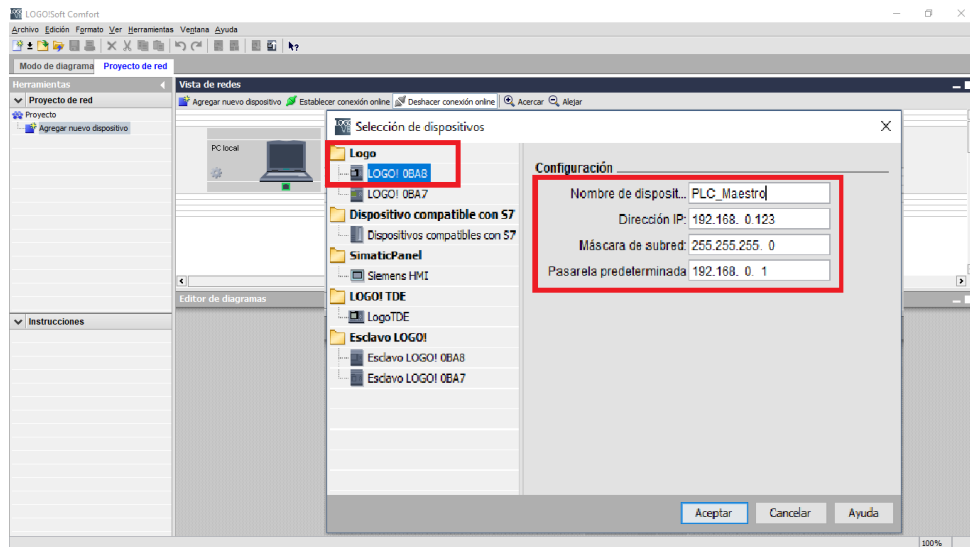 LOGO!Soft Comfort
Archivo Edición Formato Ver Herramientas Ventana Ayuda
Modo de diagrama Proyecto de red
Herramientas
Proyecto de red
Proyecto
Agregar nuevo dispositivo
Instrucciones
Vista de redes
Agregar nuevo dispositivo Establecer conexión online Deshacer conexión online Acercar Alejar
PC local
Editor de diagramas
Selección de dispositivos
Logo
LOGO! 0BA8
LOGO! 0BA7
Dispositivo compatible con S7
Dispositivos compatibles con S7
SimaticPanel
Siemens HMI
LOGO! TDE
LogoTDE
Esclavo LOGO!
Esclavo LOGO! 0BA8
Esclavo LOGO! 0BA7
Configuración
Nombre de disposit... PLC_Maestro
Dirección IP: 192.168. 0.123
Máscara de subred: 255.255.255. 0
Pasarela predeterminada 192.168. 0. 1
Aceptar Cancelar Ayuda
100%